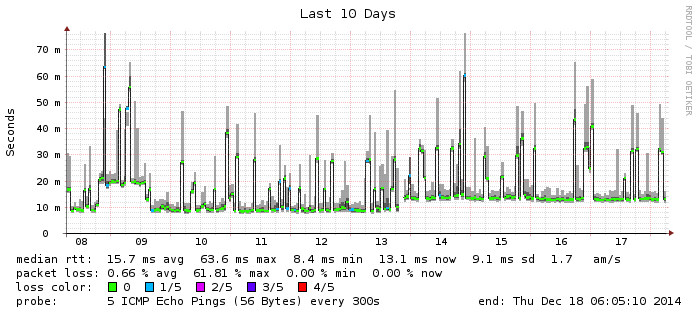 Last 10 Days
RRDTOOL / TOBI OETIKER
Seconds
70 m
60 m
50 m
40 m
30 m
20 m
10 m
0
08 09 10 11 12 13 14 15 16 17
median rtt: 15.7 ms avg 63.6 ms max 8.4 ms min 13.1 ms now 9.1 ms sd 1.7 am/s
packet loss: 0.66 % avg 61.81 % max 0.00 % min 0.00 % now
loss color: 0 1/5 2/5 3/5 4/5
probe: 5 ICMP Echo Pings (56 Bytes) every 300s end: Thu Dec 18 06:05:10 2014